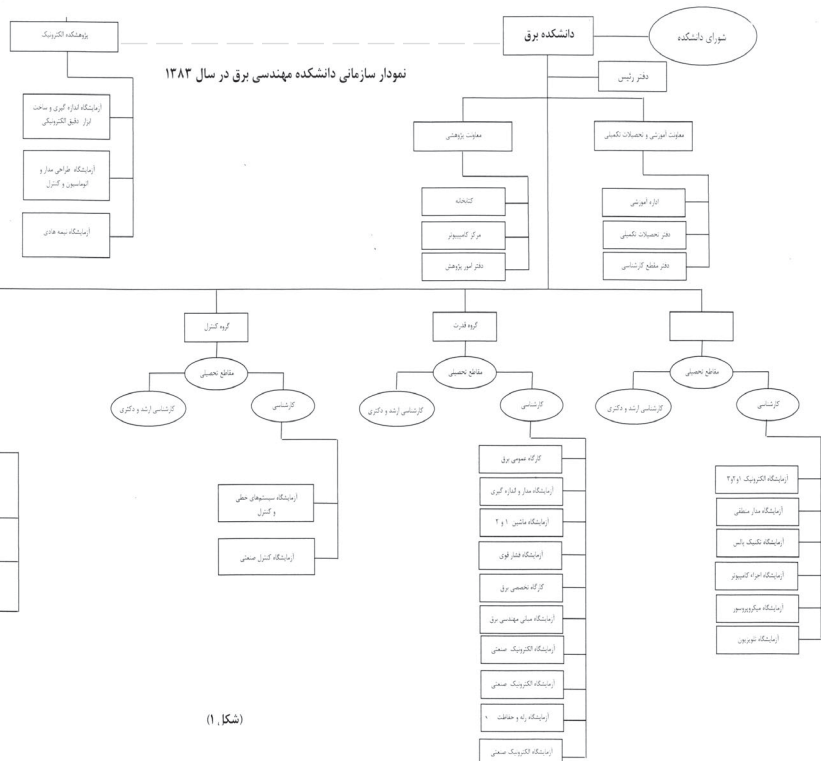 شورای دانشکده
دانشکده برق
پژوهشکده الکترونیک
نمودار سازمانی دانشکده مهندسی برق در سال ۱۳۸۳
دفتر رئیس
معاونت آموزشی و تحصیلات تکمیلی
معاونت پژوهشی
آزمایشگاه اندازه گیری و ساخت
ابزار دقیق الکترونیکی
آزمایشگاه طراحی مدار و
اتوماسیون و کنترل
آزمایشگاه نیمه هادی
اداره آموزشی
دفتر تحصیلات تکمیلی
دفتر مقطع کارشناسی
کتابخانه
مرکز کامپیوتر
دفتر امور پژوهش
گروه قدرت
گروه کنترل
مقاطع تحصیلی
کارشناسی
کارشناسی ارشد و دکتری
مقاطع تحصیلی
کارشناسی
کارشناسی ارشد و دکتری
مقاطع تحصیلی
کارشناسی
کارشناسی ارشد و دکتری
آزمایشگاه الکترونیک ۱و۲و۳
آزمایشگاه مدار منطقی
آزمایشگاه تکنیک پالس
آزمایشگاه اجزاء کامپیوتر
آزمایشگاه میکروپروسسور
آزمایشگاه تلویزیون
کارگاه عمومی برق
آزمایشگاه مدار و اندازه گیری
آزمایشگاه ماشین ۱ و ۲
آزمایشگاه فشار قوی
کارگاه تخصصی برق
آزمایشگاه مبانی مهندسی برق
آزمایشگاه الکترونیک صنعتی
آزمایشگاه الکترونیک صنعتی
آزمایشگاه رله و حفاظت
آزمایشگاه الکترونیک صنعتی
آزمایشگاه سیستمهای خطی
و کنترل
آزمایشگاه کنترل صنعتی
(شکل ۱)